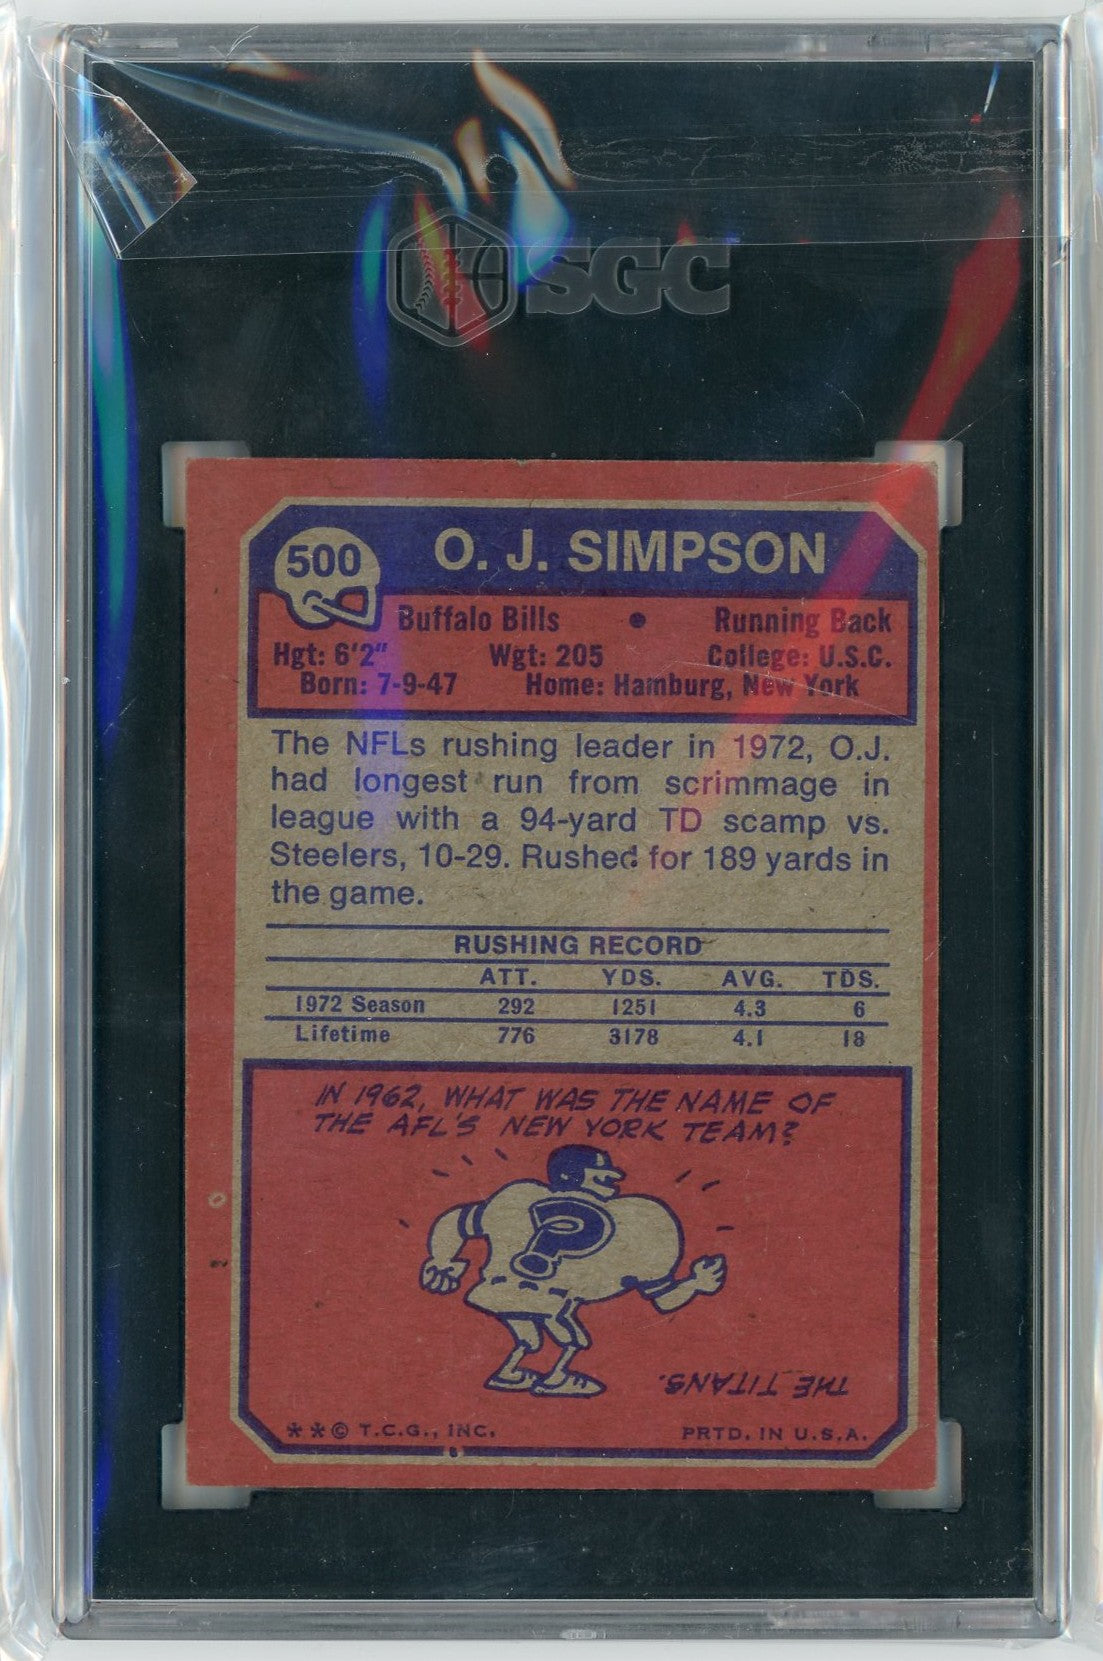 SGC
500
O. J. SIMPSON
Buffalo Bills • Running Back
Hgt: 6'2" Wgt: 205 College: U.S.C.
Born: 7-9-47 Home: Hamburg, New York
The NFLs rushing leader in 1972, O.J.
had longest run from scrimmage in
league with a 94-yard TD scamp vs.
Steelers, 10-29. Rushed for 189 yards in
the game.
RUSHING RECORD
ATT. YDS. AVG. TDS.
1972 Season 292 1251 4.3 6
Lifetime 776 3178 4.1 18
IN 1962, WHAT WAS THE NAME OF
THE AFL'S NEW YORK TEAM?
?
THE TITANS.
**© T.C.G., INC. PRTD. IN U.S.A.
2 0